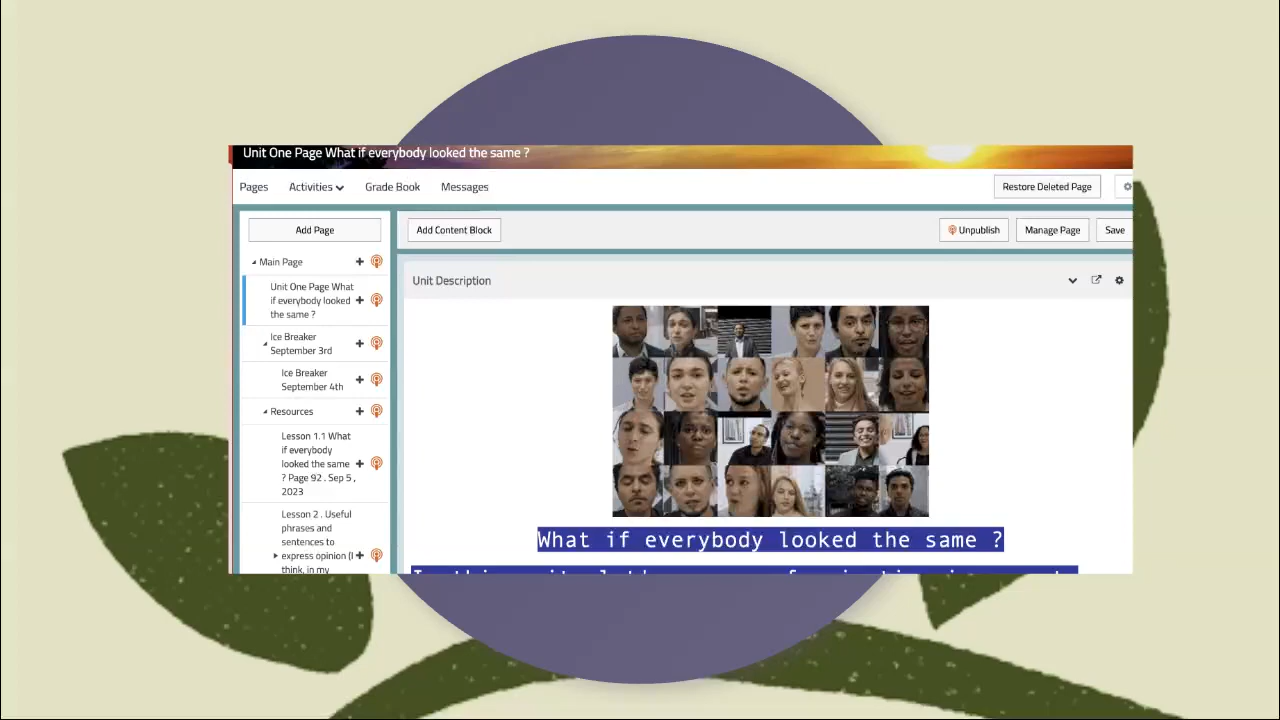 Unit One Page What if everybody looked the same ?
Pages Activities Grade Book Messages Restore Deleted Page
Add Page
Main Page
Unit One Page What
if everybody looked
the same ?
Ice Breaker
September 3rd
Ice Breaker
September 4th
Resources
Lesson 1.1 What
if everybody
looked the same
? Page 92 . Sep 5 ,
2023
Lesson 2 . Useful
phrases and
sentences to
express opinion (I
think, in my
Add Content Block Unpublish Manage Page Save
Unit Description
What if everybody looked the same ?